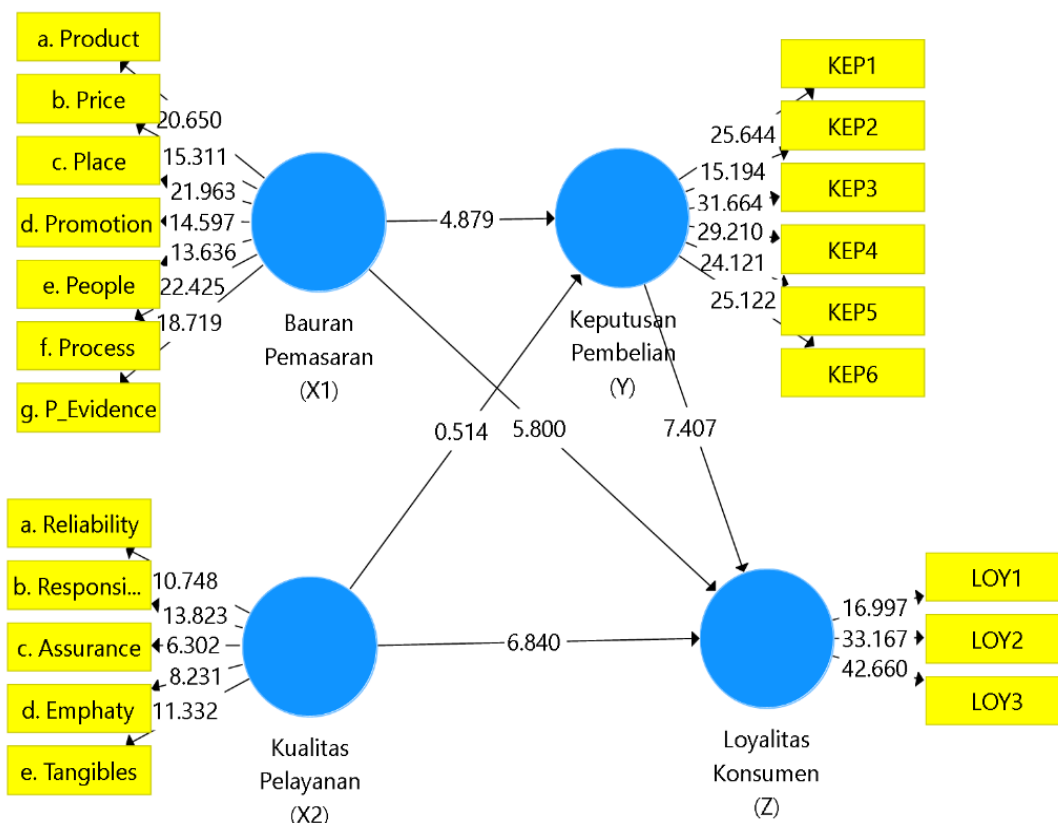 a. Product
b. Price
c. Place
d. Promotion
e. People
f. Process
g. P_Evidence
20.650
15.311
21.963
14.597
13.636
22.425
18.719
Bauran
Pemasaran
(X1)
4.879
Keputusan
Pembelian
(Y)
25.644
15.194
31.664
29.210
24.121
25.122
KEP1
KEP2
KEP3
KEP4
KEP5
KEP6
0.514
5.800
7.407
a. Reliability
b. Responsi...
c. Assurance
d. Emphaty
e. Tangibles
10.748
13.823
6.302
8.231
11.332
Kualitas
Pelayanan
(X2)
6.840
Loyalitas
Konsumen
(Z)
16.997
33.167
42.660
LOY1
LOY2
LOY3